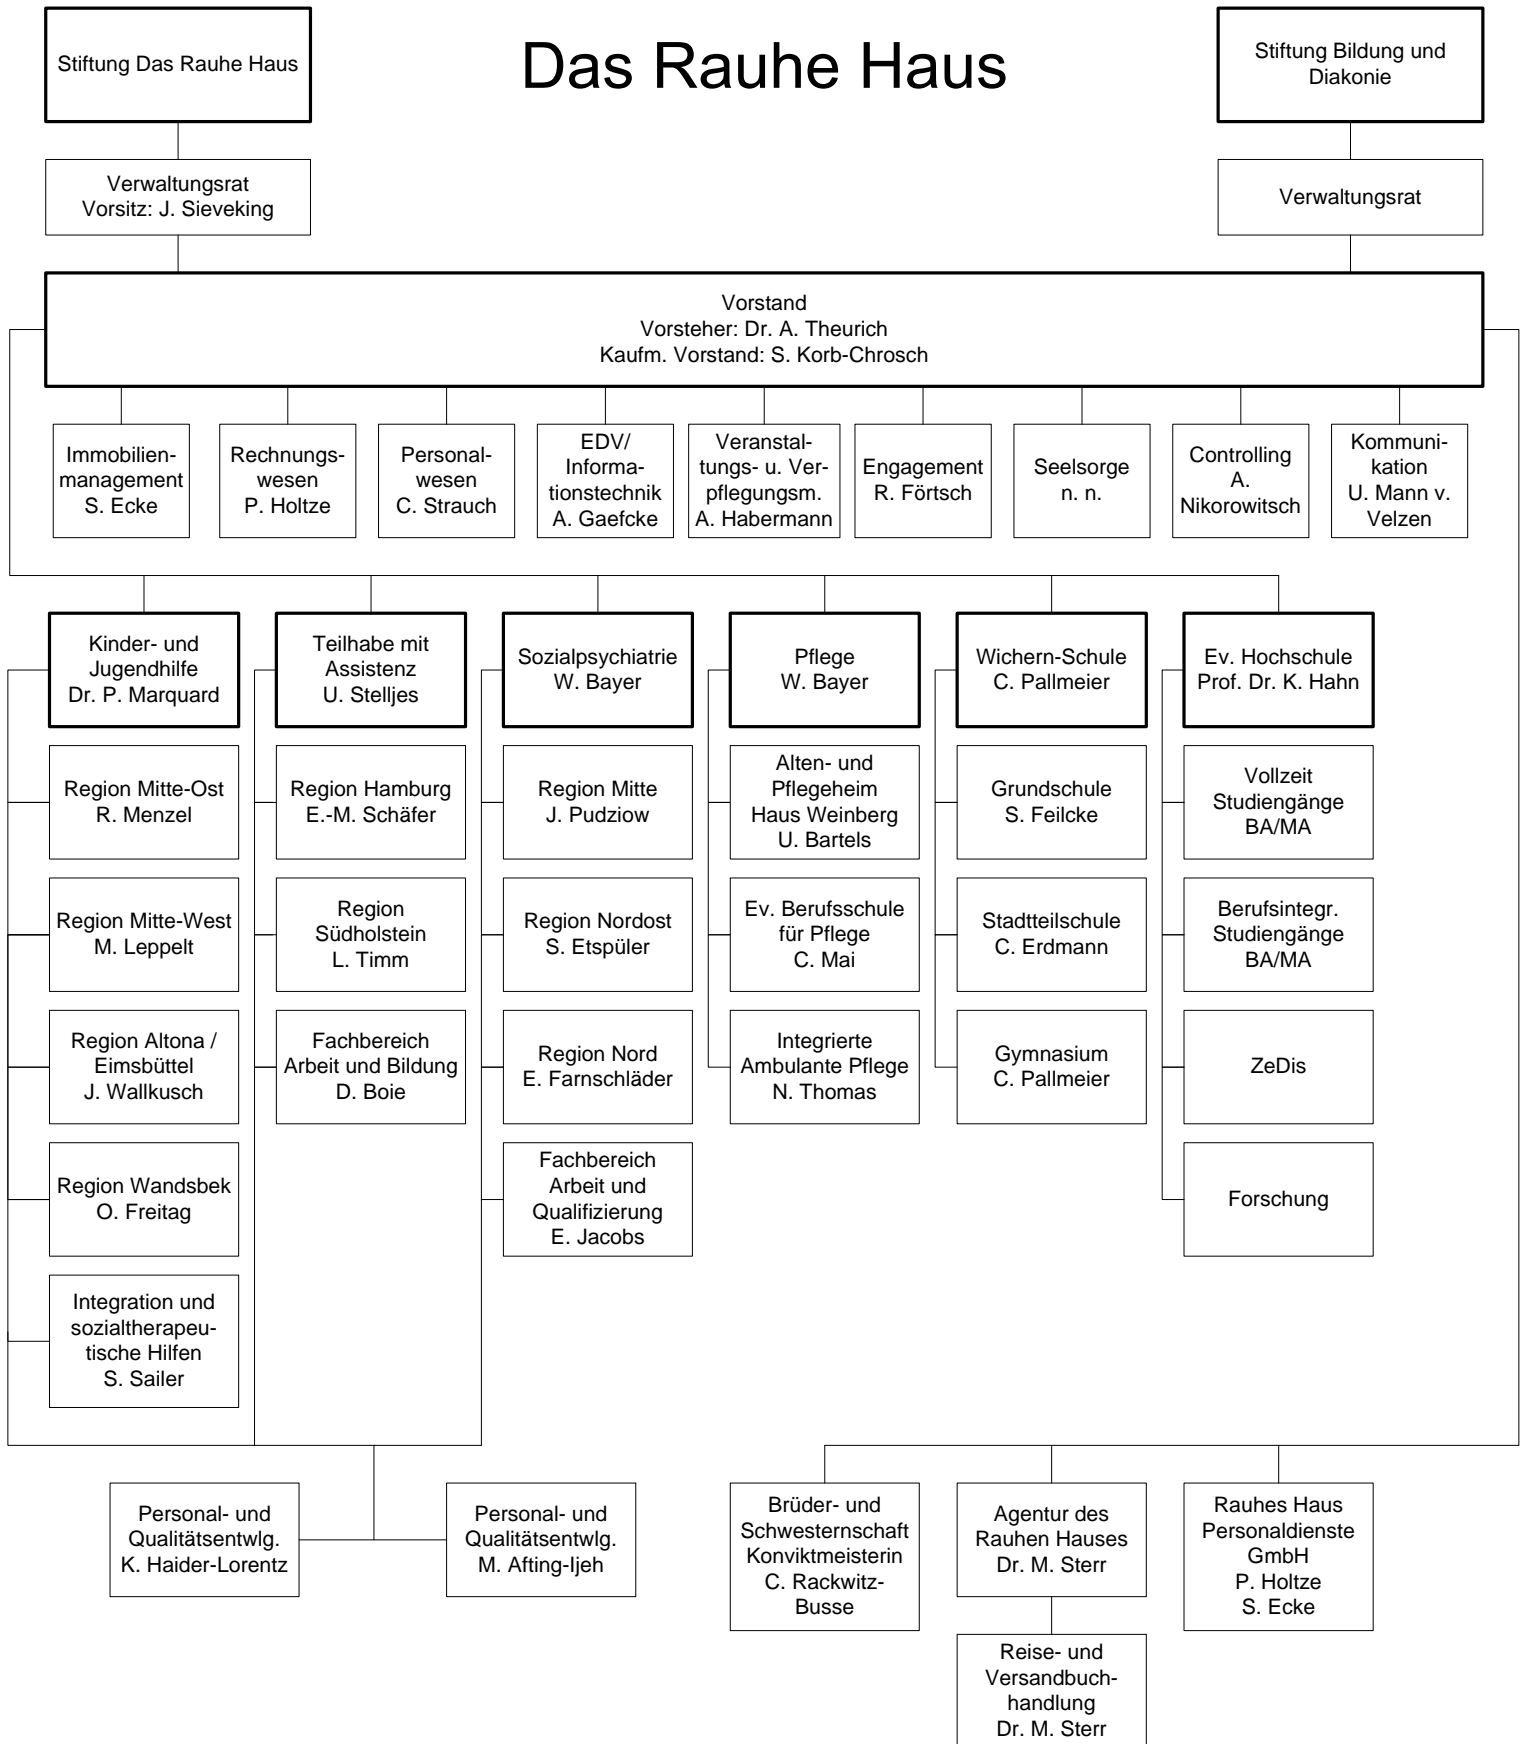 Stiftung Das Rauhe Haus
Das Rauhe Haus
Stiftung Bildung und
Diakonie
Verwaltungsrat
Vorsitz: J. Sieveking
Verwaltungsrat
Vorstand
Vorsteher: Dr. A. Theurich
Kaufm. Vorstand: S. Korb-Chrosch
Immobilien-
management
S. Ecke
Rechnungs-
wesen
P. Holtze
Personal-
wesen
C. Strauch
EDV/
Informa-
tionstechnik
A. Gaefcke
Veranstal-
tungs- u. Ver-
pflegungsm.
A. Habermann
Engagement
R. Förtsch
Seelsorge
n. n.
Controlling
A.
Nikorowitsch
Kommuni-
kation
U. Mann v.
Velzen
Kinder- und
Jugendhilfe
Dr. P. Marquard
Teilhabe mit
Assistenz
U. Stelljes
Sozialpsychiatrie
W. Bayer
Pflege
W. Bayer
Wichern-Schule
C. Pallmeier
Ev. Hochschule
Prof. Dr. K. Hahn
Region Mitte-Ost
R. Menzel
Region Hamburg
E.-M. Schäfer
Region Mitte
J. Pudziow
Alten- und
Pflegeheim
Haus Weinberg
U. Bartels
Grundschule
S. Feilcke
Vollzeit
Studiengänge
BA/MA
Region Mitte-West
M. Leppelt
Region
Südholstein
L. Timm
Region Nordost
S. Etspüler
Ev. Berufsschule
für Pflege
C. Mai
Stadtteilschule
C. Erdmann
Berufsintegr.
Studiengänge
BA/MA
Region Altona /
Eimsbüttel
J. Wallkusch
Fachbereich
Arbeit und Bildung
D. Boie
Region Nord
E. Farnschläder
Integrierte
Ambulante Pflege
N. Thomas
Gymnasium
C. Pallmeier
ZeDis
Region Wandsbek
O. Freitag
Fachbereich
Arbeit und
Qualifizierung
E. Jacobs
Forschung
Integration und
sozialtherapeu-
tische Hilfen
S. Sailer
Personal- und
Qualitätsentwlg.
K. Haider-Lorentz
Personal- und
Qualitätsentwlg.
M. Afting-Ijeh
Brüder- und
Schwesternschaft
Konviktmeisterin
C. Rackwitz-
Busse
Agentur des
Rauhen Hauses
Dr. M. Sterr
Rauhes Haus
Personaldienste
GmbH
P. Holtze
S. Ecke
Reise- und
Versandbuch-
handlung
Dr. M. Sterr